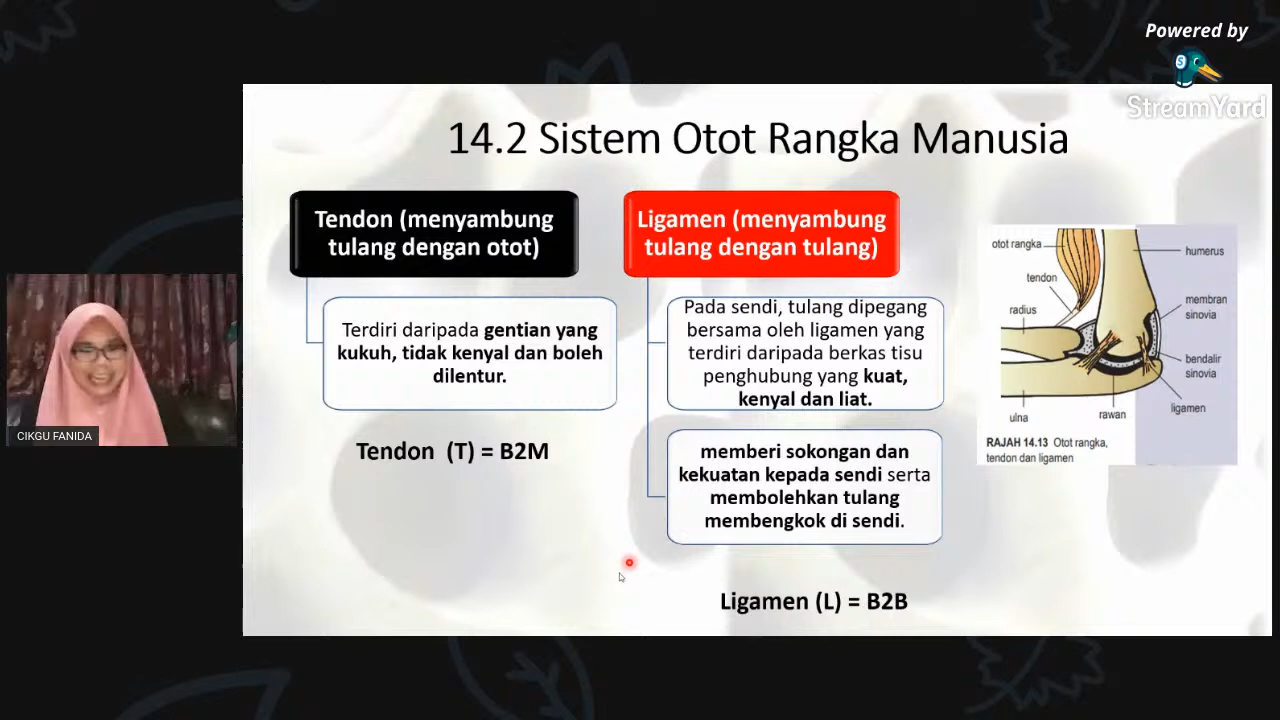 Powered by
StreamYard
14.2 Sistem Otot Rangka Manusia
Tendon (menyambung
tulang dengan otot)
Terdiri daripada gentian yang
kukuh, tidak kenyal dan boleh
dilentur.
Tendon (T) = B2M
Ligamen (menyambung
tulang dengan tulang)
Pada sendi, tulang dipegang
bersama oleh ligamen yang
terdiri daripada berkas tisu
penghubung yang kuat,
kenyal dan liat.
memberi sokongan dan
kekuatan kepada sendi serta
membolehkan tulang
membengkok di sendi.
Ligamen (L) = B2B
otot rangka
tendon
radius
ulna
rawan
humerus
membran
sinovia
bendalir
sinovia
ligamen
RAJAH 14.13 Otot rangka,
tendon dan ligamen
CIKGU FANIDA